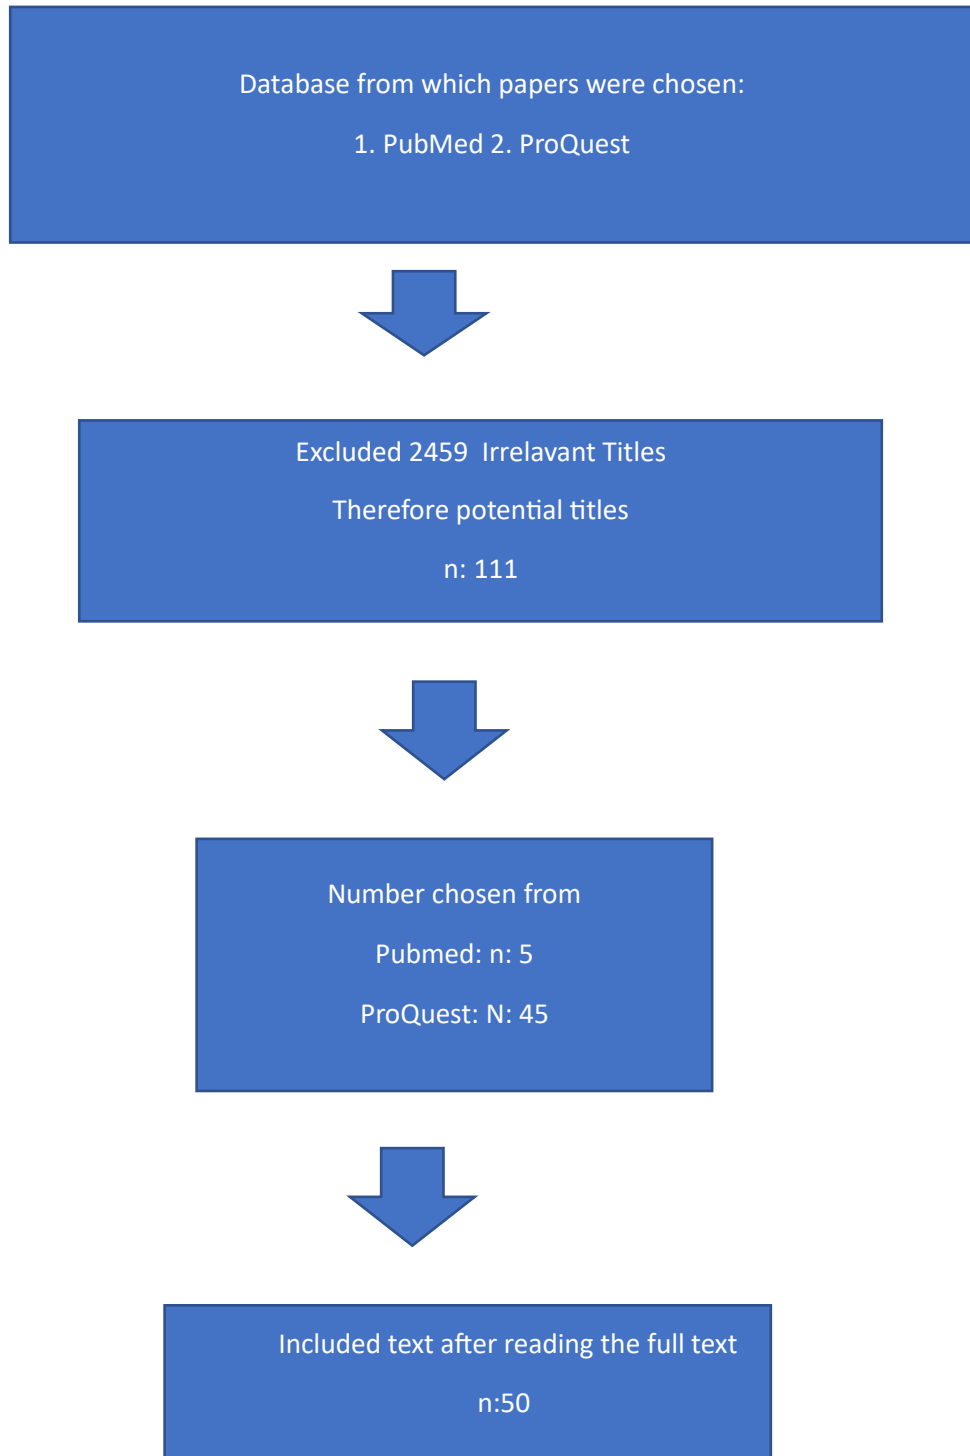 Database from which papers were chosen:
1. PubMed 2. ProQuest
Excluded 2459  Irrelavant Titles
Therefore potential titles
n: 111
Number chosen from
Pubmed: n: 5
ProQuest: N: 45
Included text after reading the full text
n:50